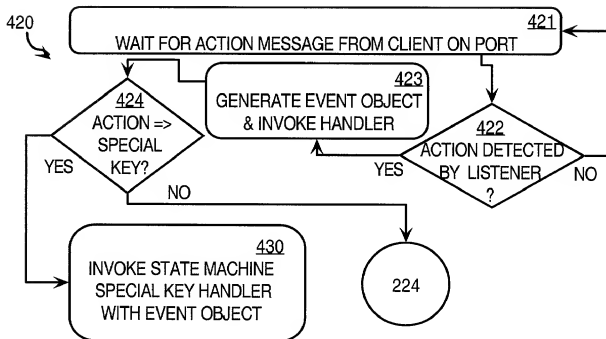 420
421
WAIT FOR ACTION MESSAGE FROM CLIENT ON PORT
423
GENERATE EVENT OBJECT
& INVOKE HANDLER
424
ACTION =>
SPECIAL
KEY?
YES
NO
422
ACTION DETECTED
BY LISTENER
?
YES
NO
430
INVOKE STATE MACHINE
SPECIAL KEY HANDLER
WITH EVENT OBJECT
224